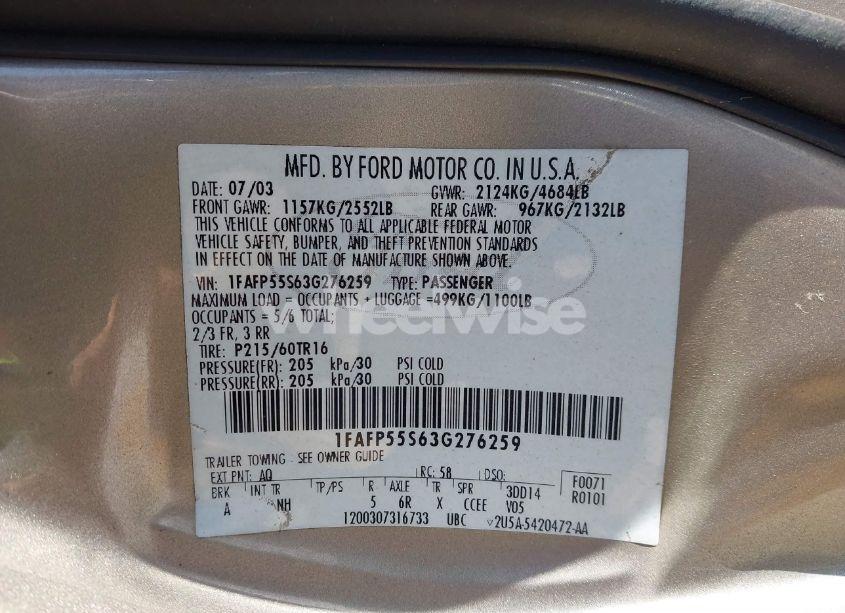 MFD. BY FORD MOTOR CO. IN U.S.A.
DATE: 07/03 GVWR: 2124KG/4684LB
FRONT GAWR: 1157KG/2552LB REAR GAWR: 967KG/2132LB
THIS VEHICLE CONFORMS TO ALL APPLICABLE FEDERAL MOTOR
VEHICLE SAFETY, BUMPER, AND THEFT PREVENTION STANDARDS
IN EFFECT ON THE DATE OF MANUFACTURE SHOWN ABOVE.
VIN: 1FAFP55S63G276259 TYPE: PASSENGER
MAXIMUM LOAD = OCCUPANTS + LUGGAGE =499KG/1100LB
OCCUPANTS = 5/6 TOTAL;
2/3 FR, 3 RR
wheelwise
TIRE: P215/60TR16
PRESSURE(FR): 205 kPa/30 PSI COLD
PRESSURE(RR): 205 kPa/30 PSI COLD
1FAFP55S63G276259
TRAILER TOWING - SEE OWNER GUIDE
EXT PNT: AQ RC: 58 DSO: F0071
BRK INT TR TP/PS R AXLE TR SPR 3DD14 R0101
A NH 5 6R X CCEE V05
1200307316733 UBC 2U5A-5420472-AA